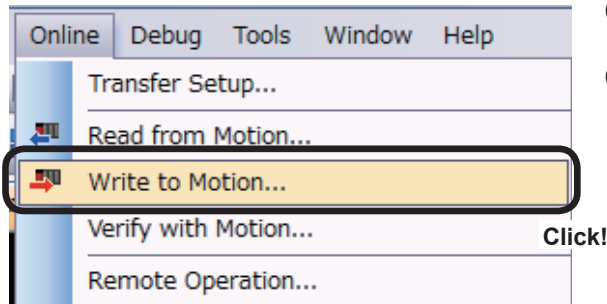 Online Debug Tools Window Help
Transfer Setup...
Read from Motion...
Write to Motion...
Verify with Motion...
Click!
Remote Operation...